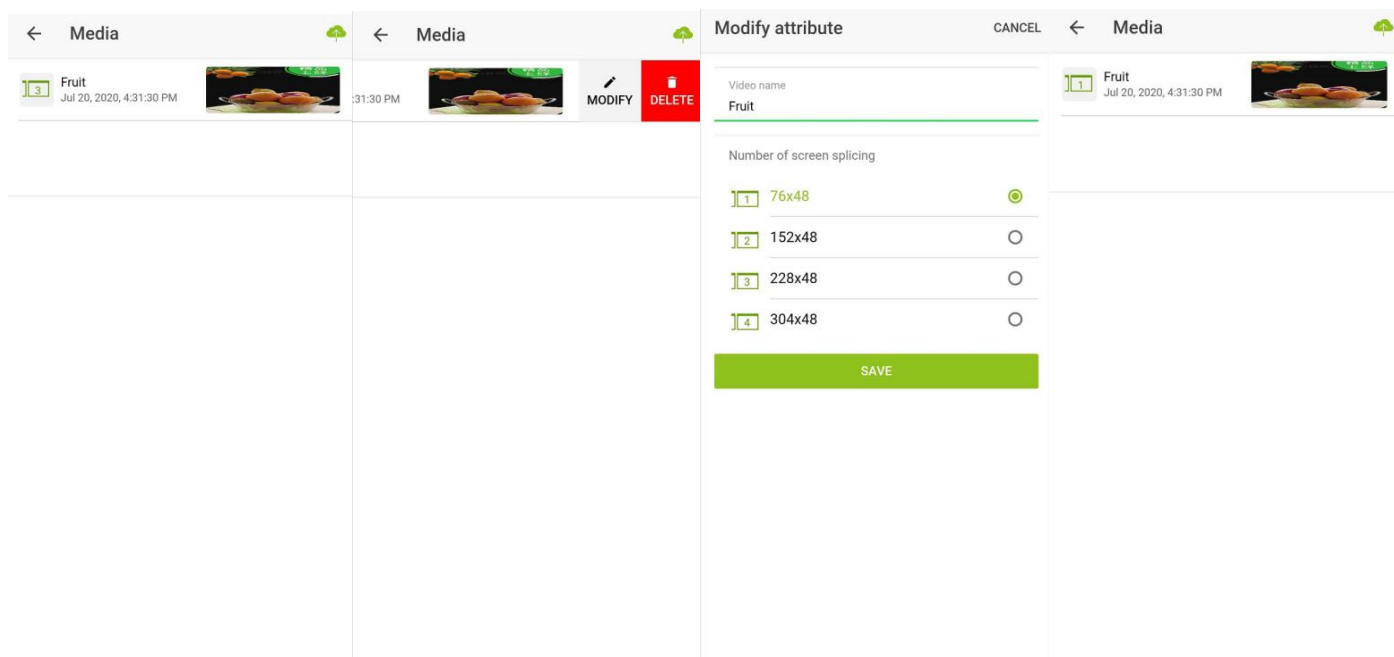 Media
3
Fruit
Jul 20, 2020, 4:31:30 PM
Media
:31:30 PM
MODIFY
DELETE
Modify attribute
CANCEL
Video name
Fruit
Number of screen splicing
1
76x48
2
152x48
3
228x48
4
304x48
SAVE
Media
1
Fruit
Jul 20, 2020, 4:31:30 PM